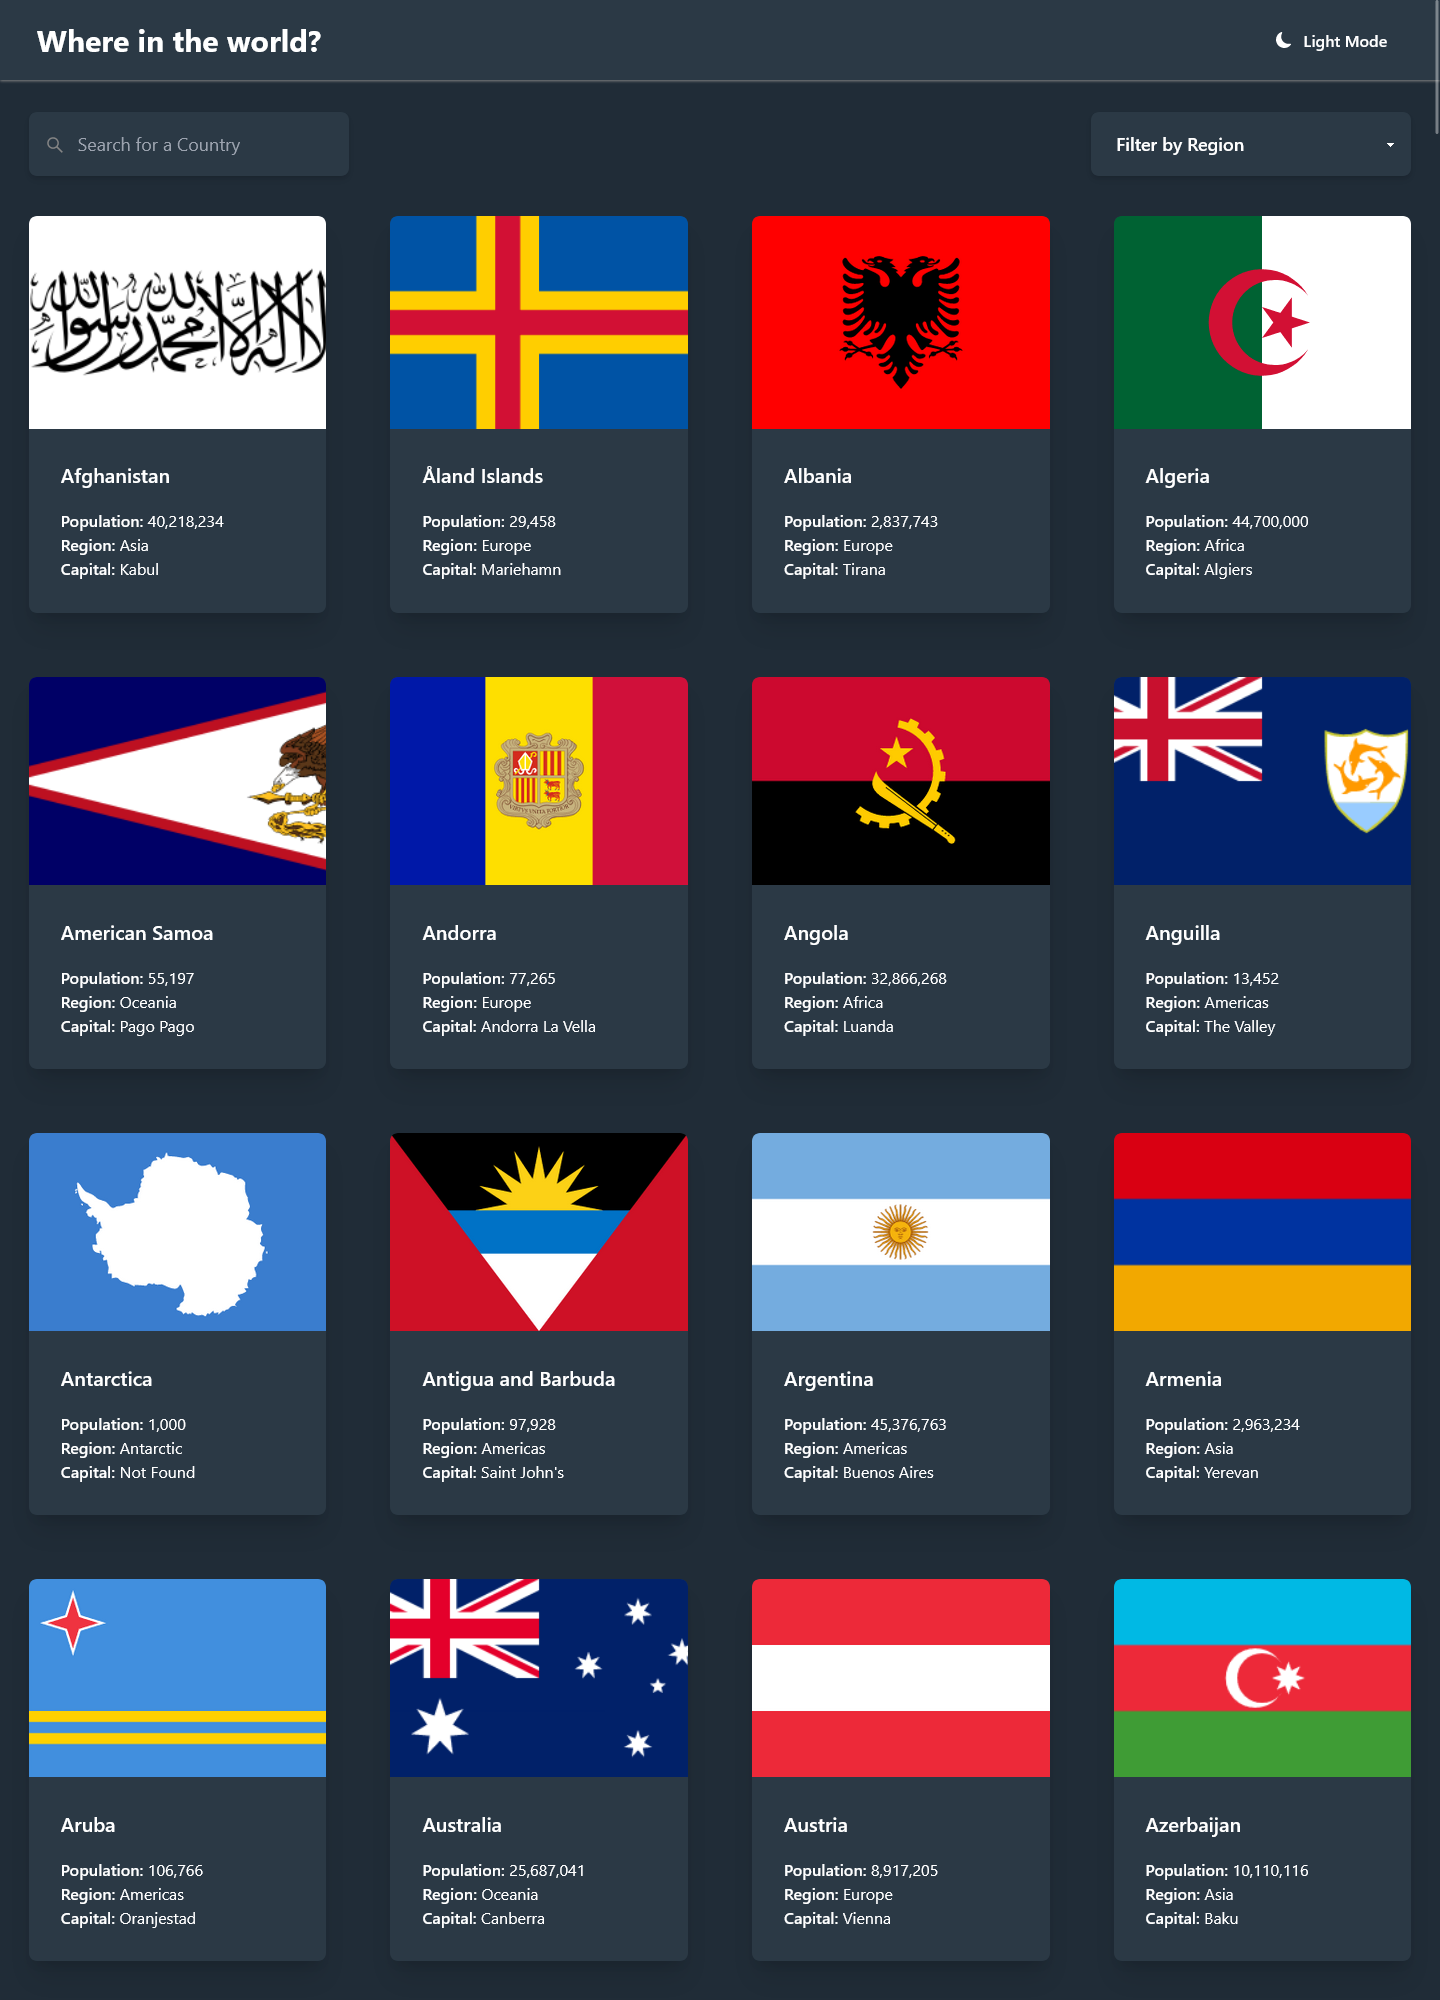 Where in the world?
Light Mode
Search for a Country
Filter by Region
لا إله إلا الله محمد رسول الله
Afghanistan
Population: 40,218,234
Region: Asia
Capital: Kabul
Åland Islands
Population: 29,458
Region: Europe
Capital: Mariehamn
Albania
Population: 2,837,743
Region: Europe
Capital: Tirana
Algeria
Population: 44,700,000
Region: Africa
Capital: Algiers
American Samoa
Population: 55,197
Region: Oceania
Capital: Pago Pago
Andorra
Population: 77,265
Region: Europe
Capital: Andorra La Vella
Angola
Population: 32,866,268
Region: Africa
Capital: Luanda
Anguilla
Population: 13,452
Region: Americas
Capital: The Valley
Antarctica
Population: 1,000
Region: Antarctic
Capital: Not Found
Antigua and Barbuda
Population: 97,928
Region: Americas
Capital: Saint John's
Argentina
Population: 45,376,763
Region: Americas
Capital: Buenos Aires
Armenia
Population: 2,963,234
Region: Asia
Capital: Yerevan
Aruba
Population: 106,766
Region: Americas
Capital: Oranjestad
Australia
Population: 25,687,041
Region: Oceania
Capital: Canberra
Austria
Population: 8,917,205
Region: Europe
Capital: Vienna
Azerbaijan
Population: 10,110,116
Region: Asia
Capital: Baku